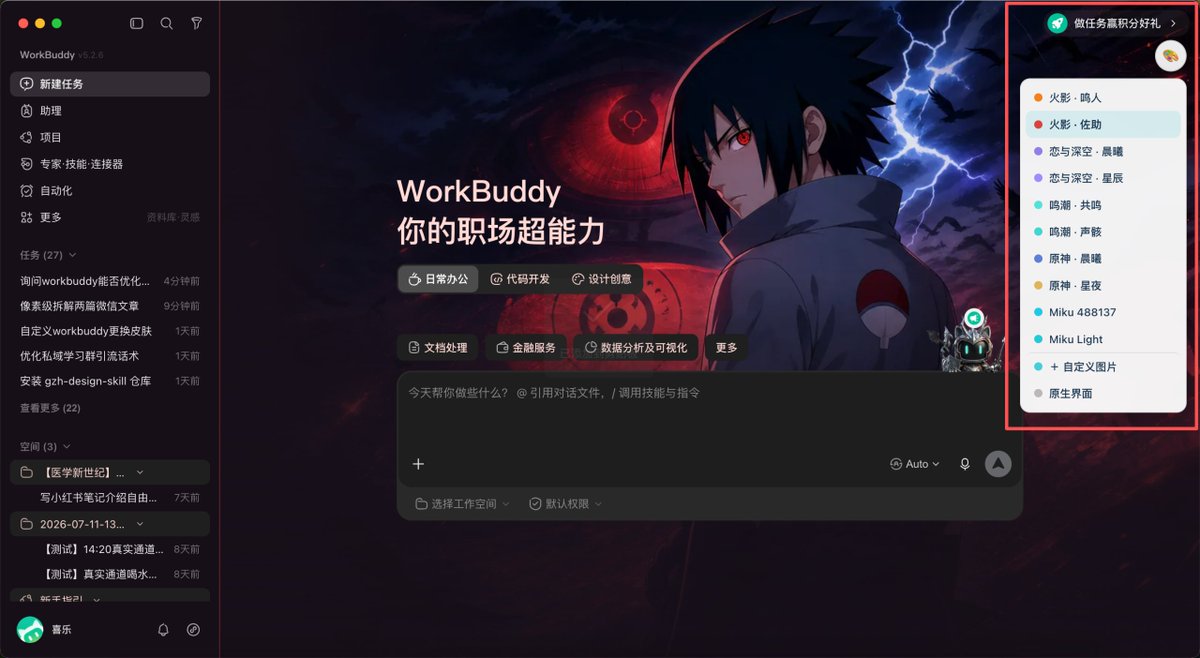 WorkBuddy v5.2.6
新建任务
助理
项目
专家·技能·连接器
自动化
更多 资料库·灵感
任务 (27)
询问workbuddy能否优化... 4分钟前
像素级拆解两篇微信文章 9分钟前
自定义workbuddy更换皮肤 1天前
优化私域学习群引流话术 1天前
安装 gzh-design-skill 仓库 1天前
查看更多 (22)
空间 (3)
【医学新世纪】...
写小红书笔记介绍自由... 7天前
2026-07-11-13...
【测试】14:20真实通道... 8天前
【测试】真实通道喝水... 8天前
新手指引
喜乐
WorkBuddy
你的职场超能力
日常办公 代码开发 设计创意
文档处理 金融服务 数据分析及可视化 更多
今天帮你做些什么? @ 引用对话文件, / 调用技能与指令
Auto
选择工作空间 默认权限
做任务赢积分好礼
火影 · 鸣人
火影 · 佐助
恋与深空 · 晨曦
恋与深空 · 星辰
鸣潮 · 共鸣
鸣潮 · 声骸
原神 · 晨曦
原神 · 星夜
Miku 488137
Miku Light
+ 自定义图片
原生界面